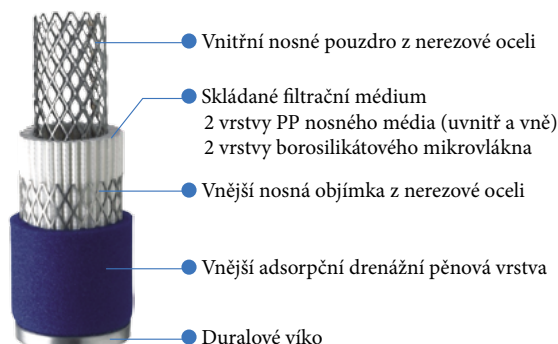 Vnitřní nosné pouzdro z nerezové oceli
Skládané filtrační médium
2 vrstvy PP nosného média (uvnitř a vně)
2 vrstvy borosilikátového mikrovlákna
Vnější nosná objímka z nerezové oceli
Vnější adsorpční drenážní pěnová vrstva
Duralové víko